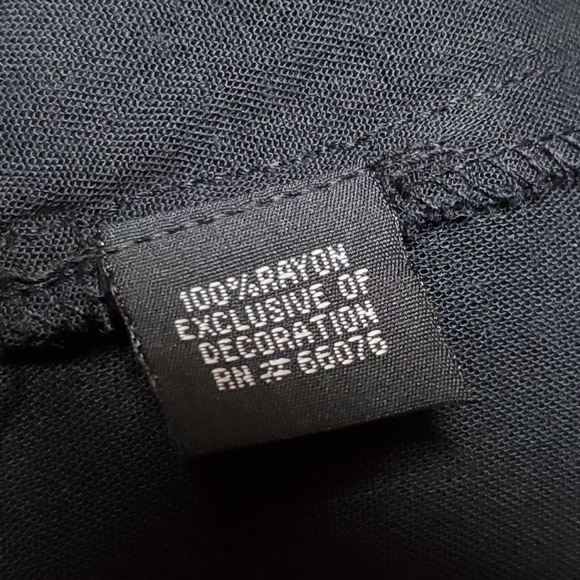 100%RAYON
EXCLUSIVE OF
DECORATION
RN # 66076